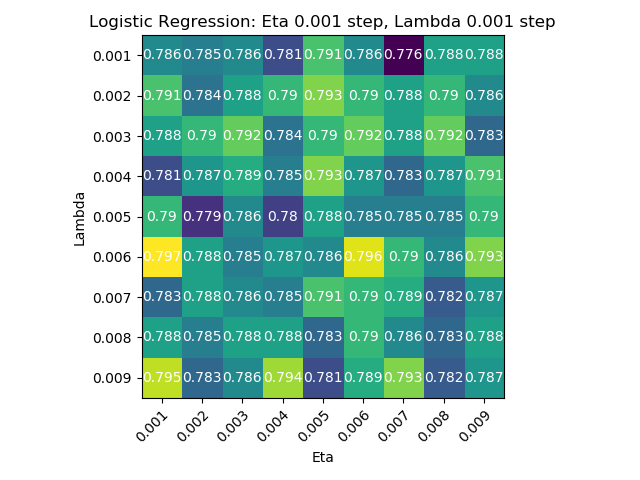 Logistic Regression: Eta 0.001 step, Lambda 0.001 step
0.001 0.786 0.785 0.786 0.781 0.791 0.786 0.776 0.788 0.788
0.002 0.791 0.784 0.788 0.79 0.793 0.79 0.788 0.79 0.786
0.003 0.788 0.79 0.792 0.784 0.79 0.792 0.788 0.792 0.783
0.004 0.781 0.787 0.789 0.785 0.793 0.787 0.783 0.787 0.791
0.005 0.79 0.779 0.786 0.78 0.788 0.785 0.785 0.785 0.79
0.006 0.797 0.788 0.785 0.787 0.786 0.796 0.79 0.786 0.793
0.007 0.783 0.788 0.786 0.785 0.791 0.79 0.789 0.782 0.787
0.008 0.788 0.785 0.788 0.788 0.783 0.79 0.786 0.783 0.788
0.009 0.795 0.783 0.786 0.794 0.781 0.789 0.793 0.782 0.787
Lambda
0.001 0.002 0.003 0.004 0.005 0.006 0.007 0.008 0.009
Eta